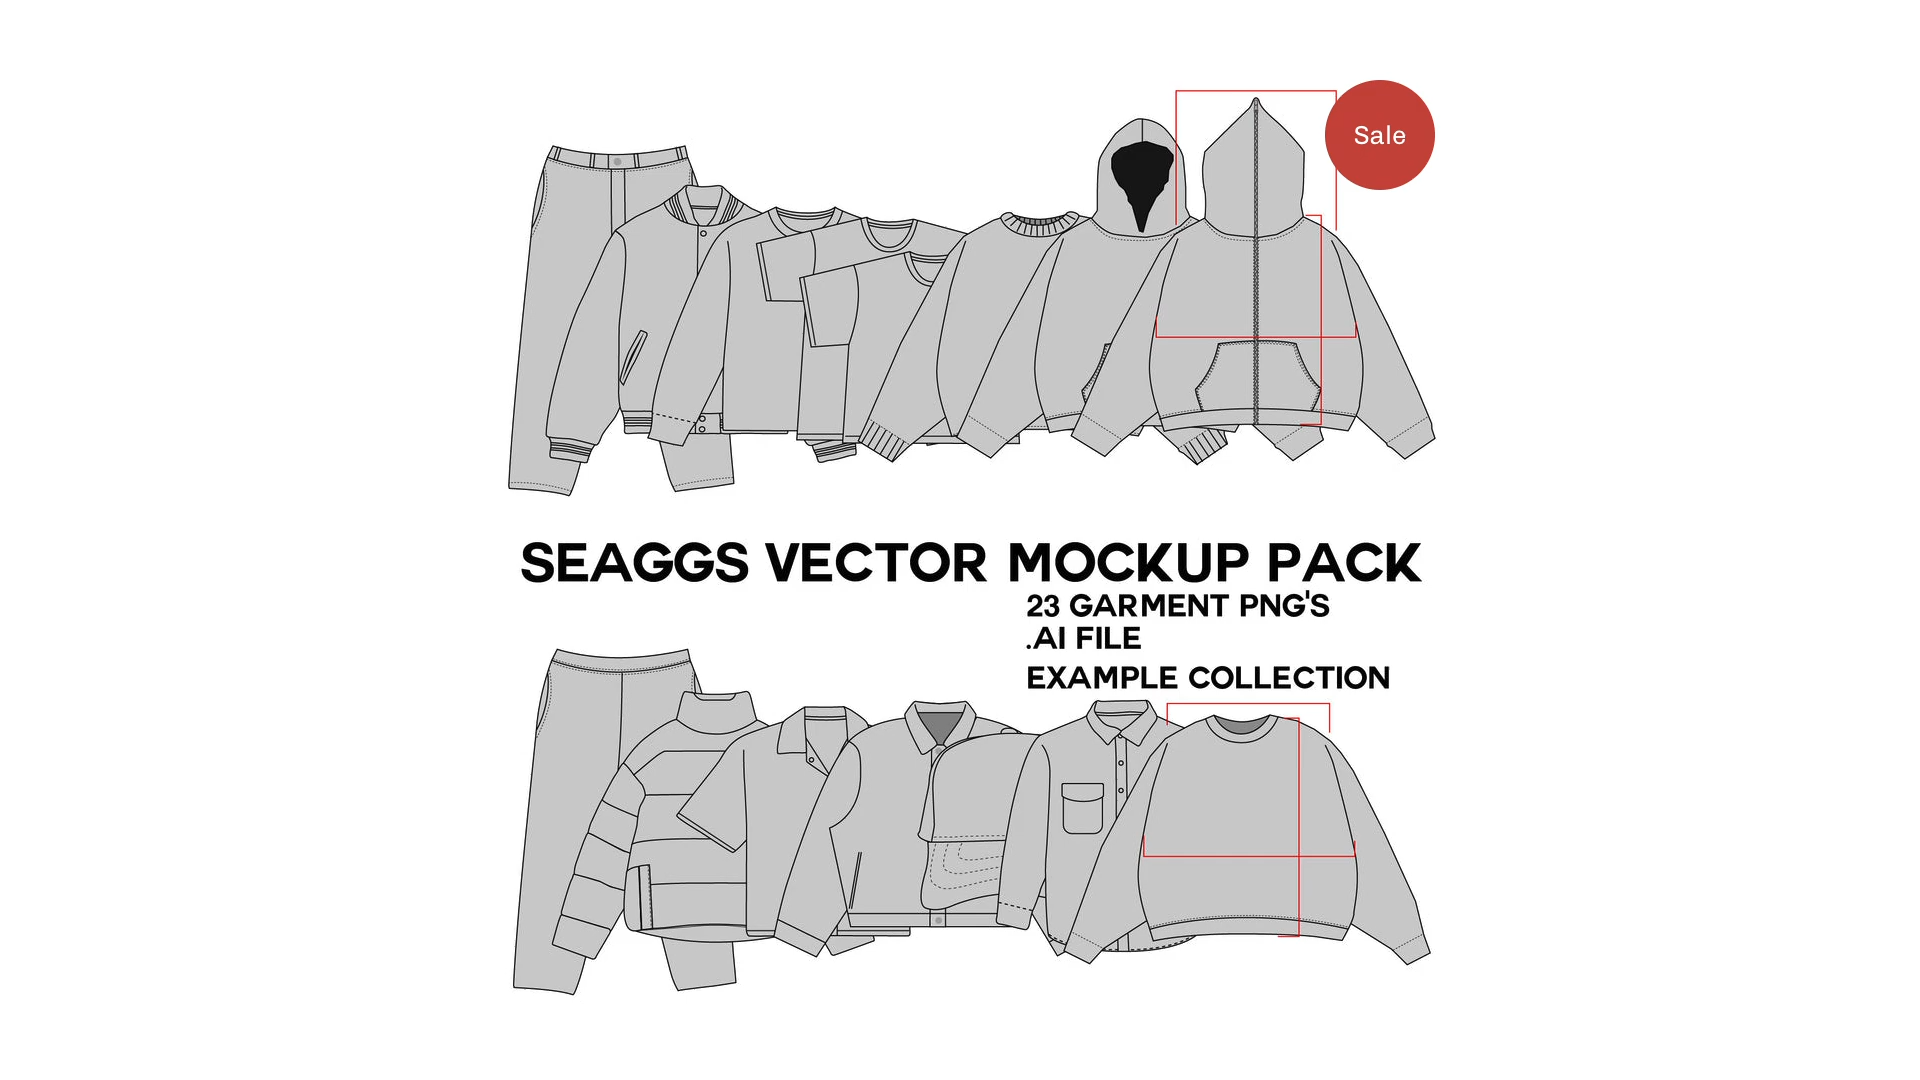 Sale
SEAGGS VECTOR MOCKUP PACK
23 GARMENT PNG'S
.AI FILE
EXAMPLE COLLECTION